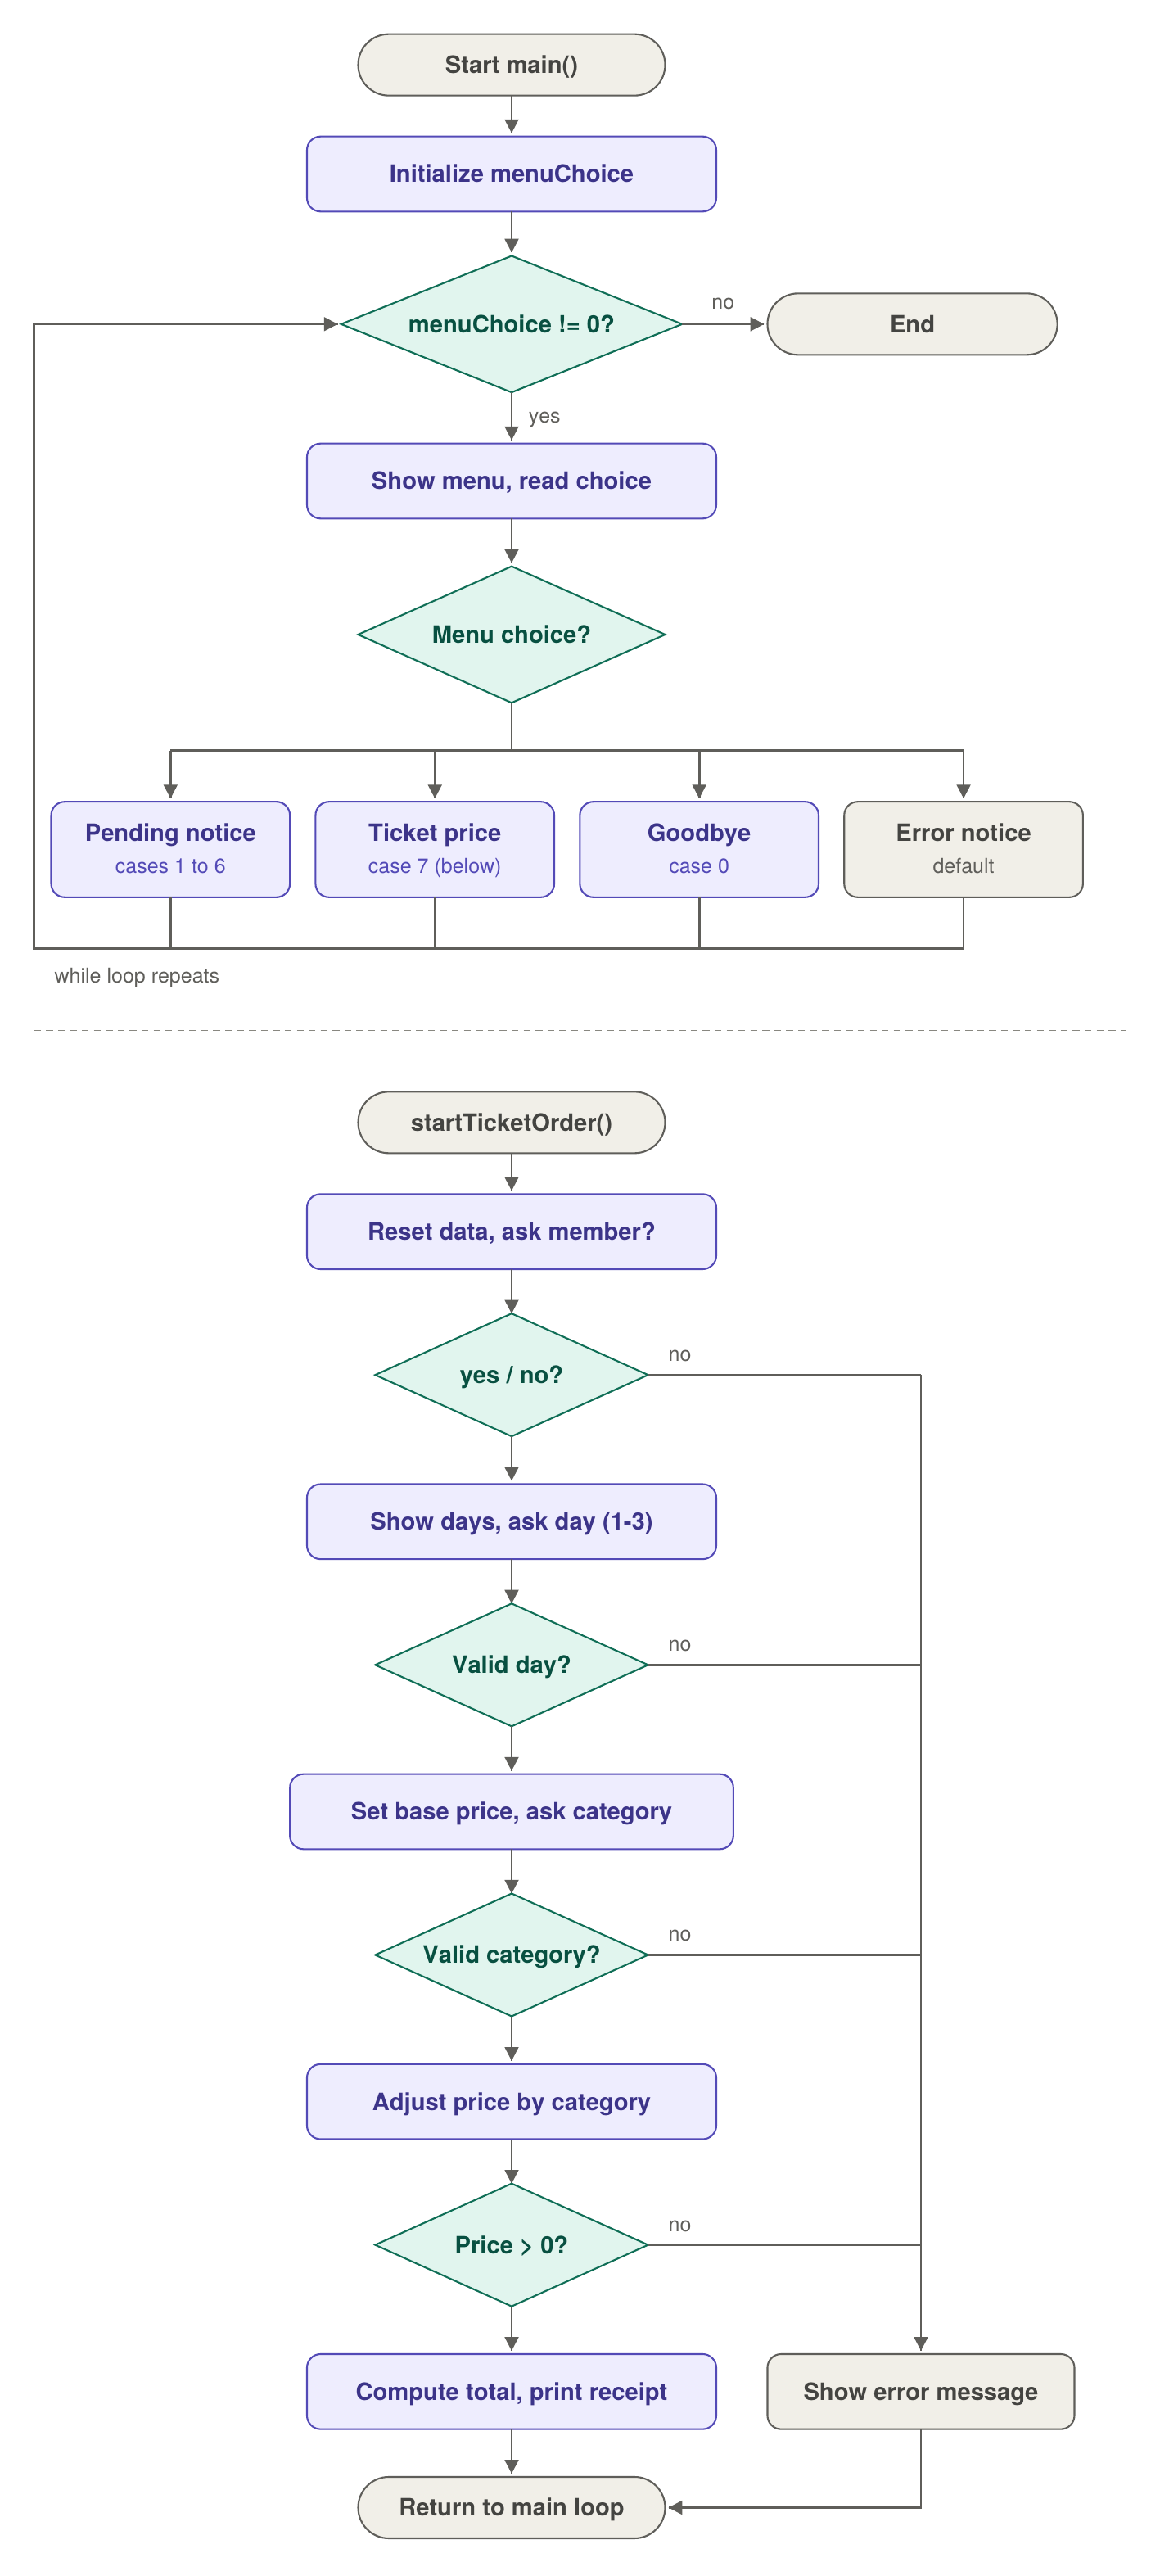 Start main()
Initialize menuChoice
menuChoice != 0?
no
End
yes
Show menu, read choice
Menu choice?
Pending notice
cases 1 to 6
Ticket price
case 7 (below)
Goodbye
case 0
Error notice
default
while loop repeats
startTicketOrder()
Reset data, ask member?
yes / no?
no
Show days, ask day (1-3)
Valid day?
no
Set base price, ask category
Valid category?
no
Adjust price by category
Price > 0?
no
Compute total, print receipt
Show error message
Return to main loop